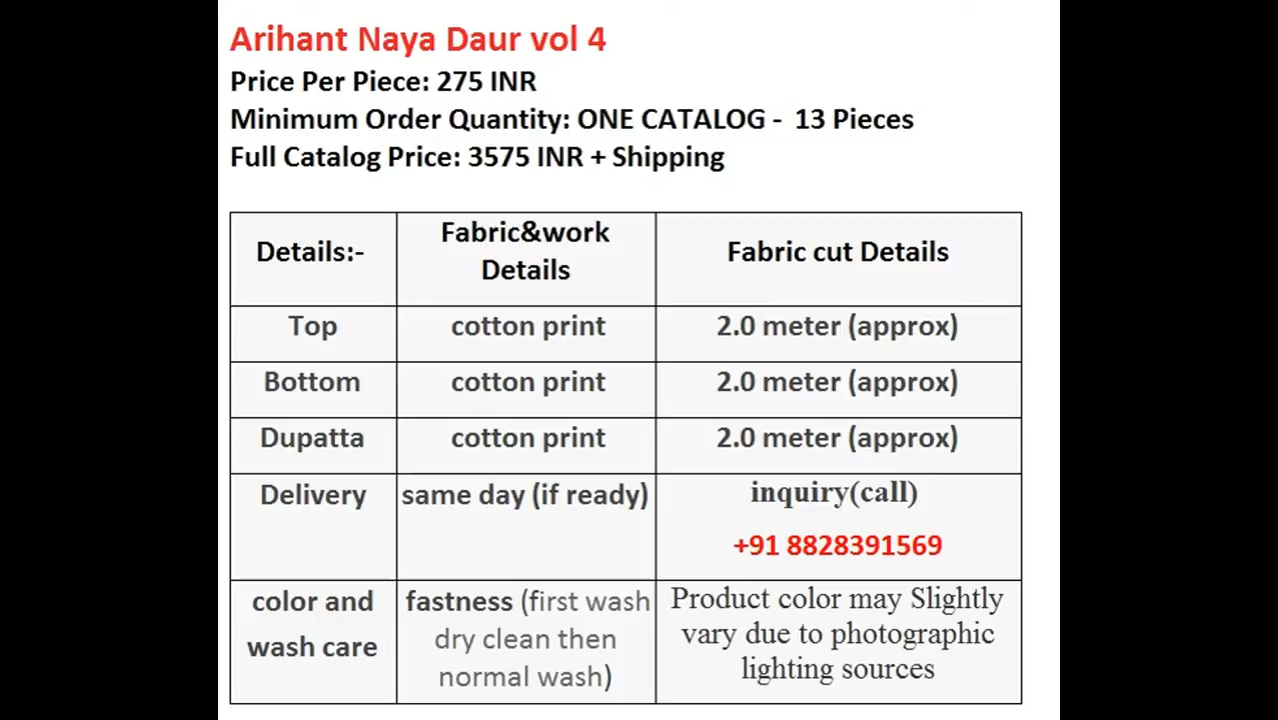 Arihant Naya Daur vol 4
Price Per Piece: 275 INR
Minimum Order Quantity: ONE CATALOG -  13 Pieces
Full Catalog Price: 3575 INR + Shipping
Details:-
Fabric&work
Details
Fabric cut Details
Top
cotton print
2.0 meter (approx)
Bottom
cotton print
2.0 meter (approx)
Dupatta
cotton print
2.0 meter (approx)
Delivery
same day (if ready)
inquiry(call)
+91 8828391569
color and
wash care
fastness (first wash
dry clean then
normal wash)
Product color may Slightly
vary due to photographic
lighting sources